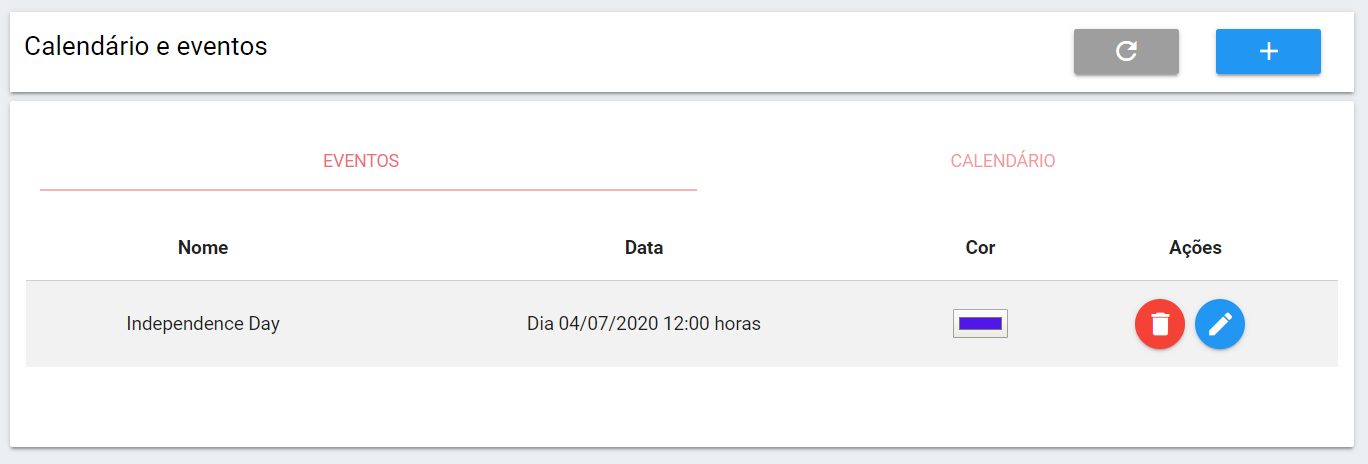 Calendário e eventos
EVENTOS
CALENDÁRIO
Nome
Data
Cor
Ações
Independence Day
Dia 04/07/2020 12:00 horas